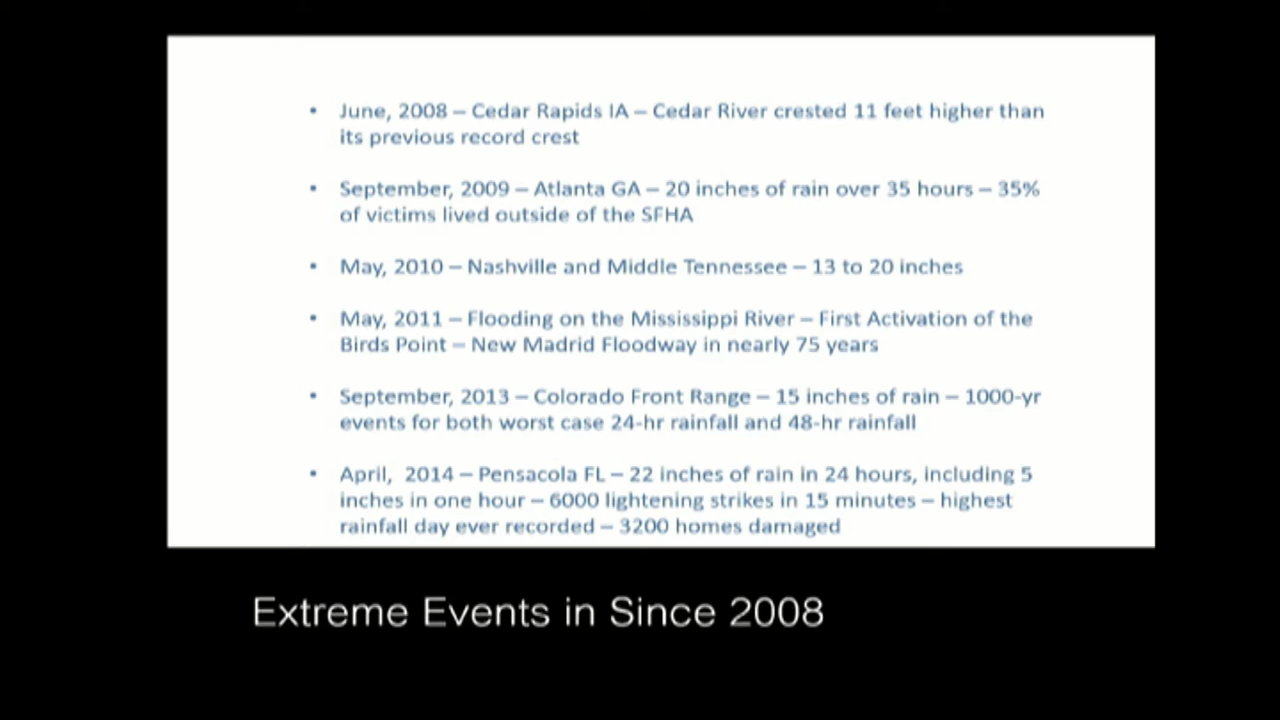 • June, 2008 – Cedar Rapids IA – Cedar River crested 11 feet higher than
its previous record crest
• September, 2009 – Atlanta GA – 20 inches of rain over 35 hours – 35%
of victims lived outside of the SFHA
• May, 2010 – Nashville and Middle Tennessee – 13 to 20 inches
• May, 2011 – Flooding on the Mississippi River – First Activation of the
Birds Point – New Madrid Floodway in nearly 75 years
• September, 2013 – Colorado Front Range – 15 inches of rain – 1000-yr
events for both worst case 24-hr rainfall and 48-hr rainfall
• April, 2014 – Pensacola FL – 22 inches of rain in 24 hours, including 5
inches in one hour – 6000 lightening strikes in 15 minutes – highest
rainfall day ever recorded – 3200 homes damaged
Extreme Events in Since 2008